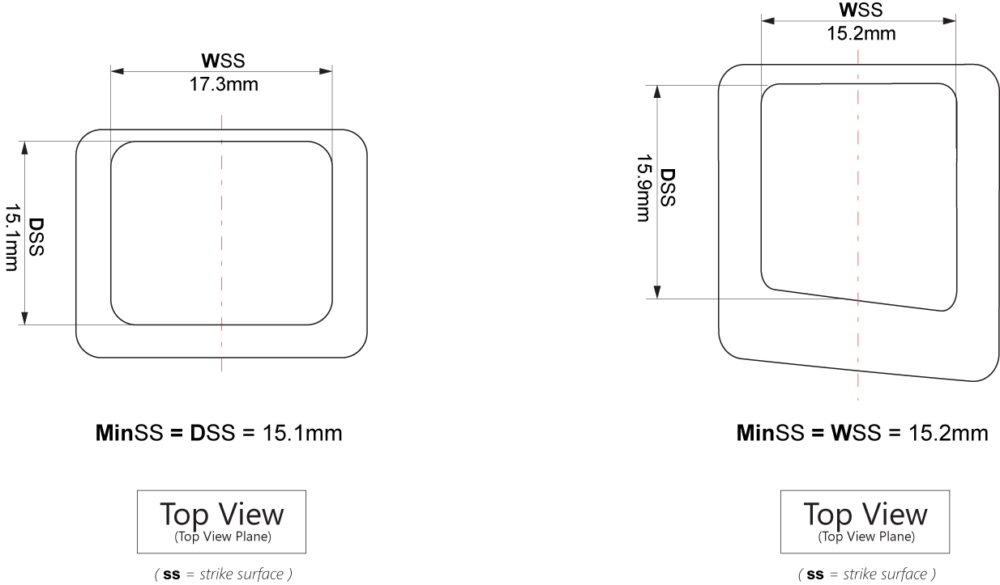 WSS
17.3mm
DSS
15.1mm
MinSS = DSS = 15.1mm
Top View
(Top View Plane)
( ss = strike surface )
WSS
15.2mm
DSS
15.9mm
MinSS = WSS = 15.2mm
Top View
(Top View Plane)
( ss = strike surface )